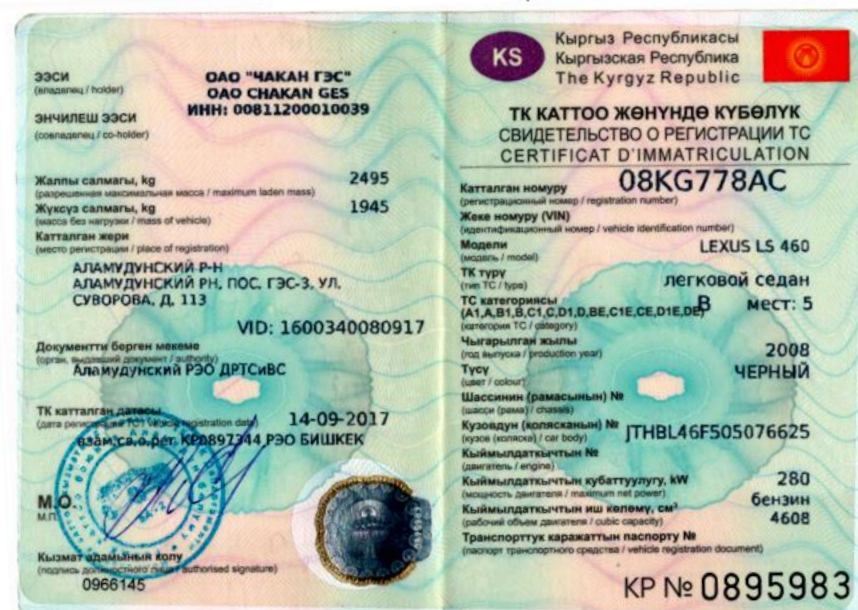 ЭЭСИ
(владелец / holder)
ОАО "ЧАКАН ГЭС"
OAO CHAKAN GES
ИНН: 00811200010039
ЭНЧИЛЕШ ЭЭСИ
(совладелец / co-holder)
Жалпы салмагы, kg 2495
(разрешенная максимальная масса / maximum laden mass)
Жүксүз салмагы, kg 1945
(масса без нагрузки / mass of vehicle)
Катталган жери
(место регистрации / place of registration)
АЛАМУДУНСКИЙ Р-Н
АЛАМУДУНСКИЙ РН, ПОС. ГЭС-3, УЛ.
СУВОРОВА, Д. 113
VID: 1600340080917
Документти берген мекеме
(орган, выдавший документ / authority)
Аламудунский РЭО ДРТСиВС
ТК катталган датасы
(дата регистрации ТС / vehicle registration date) 14-09-2017
взам.св.о.рег. КР0897344 РЭО БИШКЕК
М.О.
М.П.
Кызмат адамынын колу
(подпись должностного лица / authorised signature)
0966145
KS
Кыргыз Республикасы
Кыргызская Республика
The Kyrgyz Republic
ТК КАТТОО ЖӨНҮНДӨ КҮБӨЛҮК
СВИДЕТЕЛЬСТВО О РЕГИСТРАЦИИ ТС
CERTIFICAT D'IMMATRICULATION
Катталган номуру 08KG778AC
(регистрационный номер / registration number)
Жеке номуру (VIN)
(идентификационный номер / vehicle identification number)
Модели LEXUS LS 460
(модель / model)
ТК түрү легковой седан
(тип ТС / type)
ТС категориясы B мест: 5
(A1,A,B1,B,C1,C,D1,D,BE,C1E,CE,D1E,DE)
(категория ТС / category)
Чыгарылган жылы 2008
(год выпуска / production year)
Түсү ЧЕРНЫЙ
(цвет / colour)
Шассинин (рамасынын) №
(шасси (рама) / chassis)
Кузовдун (колясканын) № JTHBL46F505076625
(кузов (коляска) / car body)
Кыймылдаткычтын №
(двигатель / engine)
Кыймылдаткычтын кубаттуулугу, kW 280
(мощность двигателя / maximum net power)
бензин
Кыймылдаткычтын иш көлөмү, см³ 4608
(рабочий объем двигателя / cubic capacity)
Транспорттук каражаттын паспорту №
(паспорт транспортного средства / vehicle registration document)
КР № 0895983